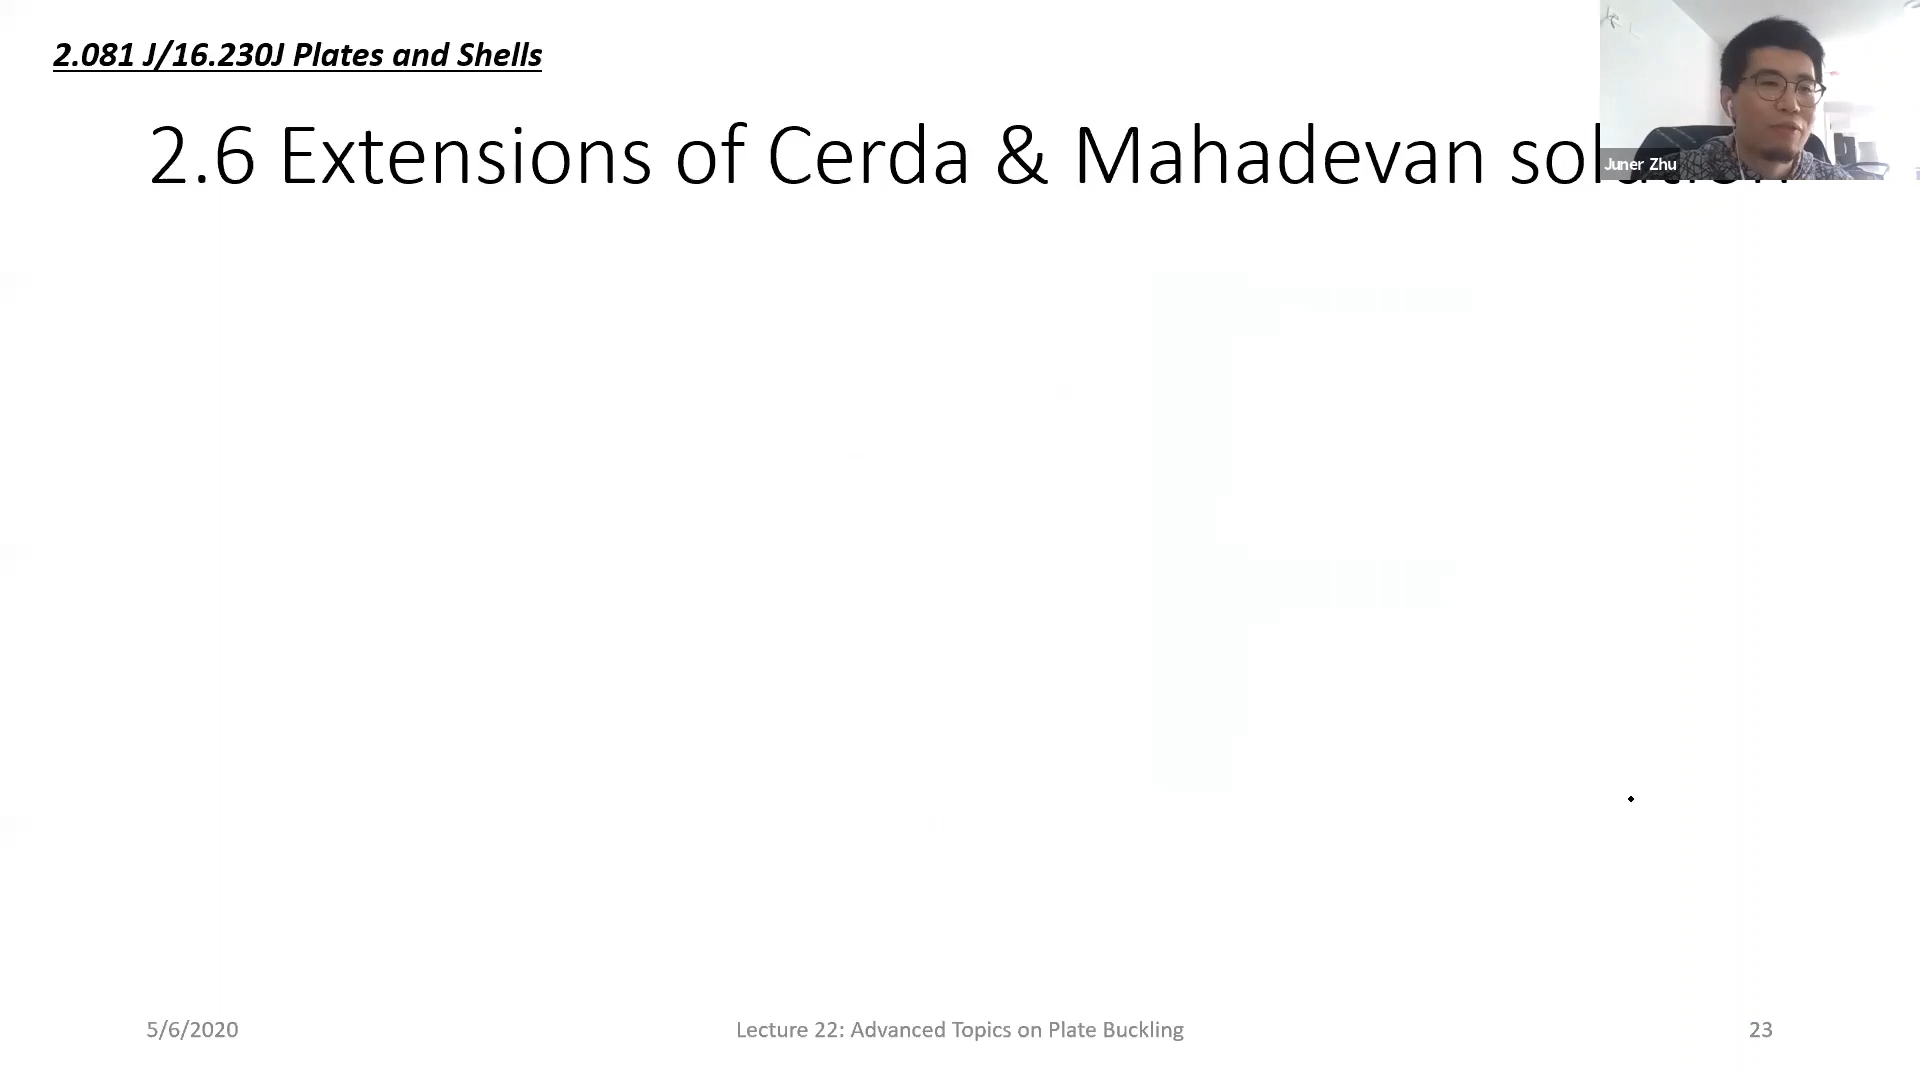 2.081 J/16.230J Plates and Shells
2.6 Extensions of Cerda & Mahadevan solution
Juner Zhu
5/6/2020
Lecture 22: Advanced Topics on Plate Buckling
23